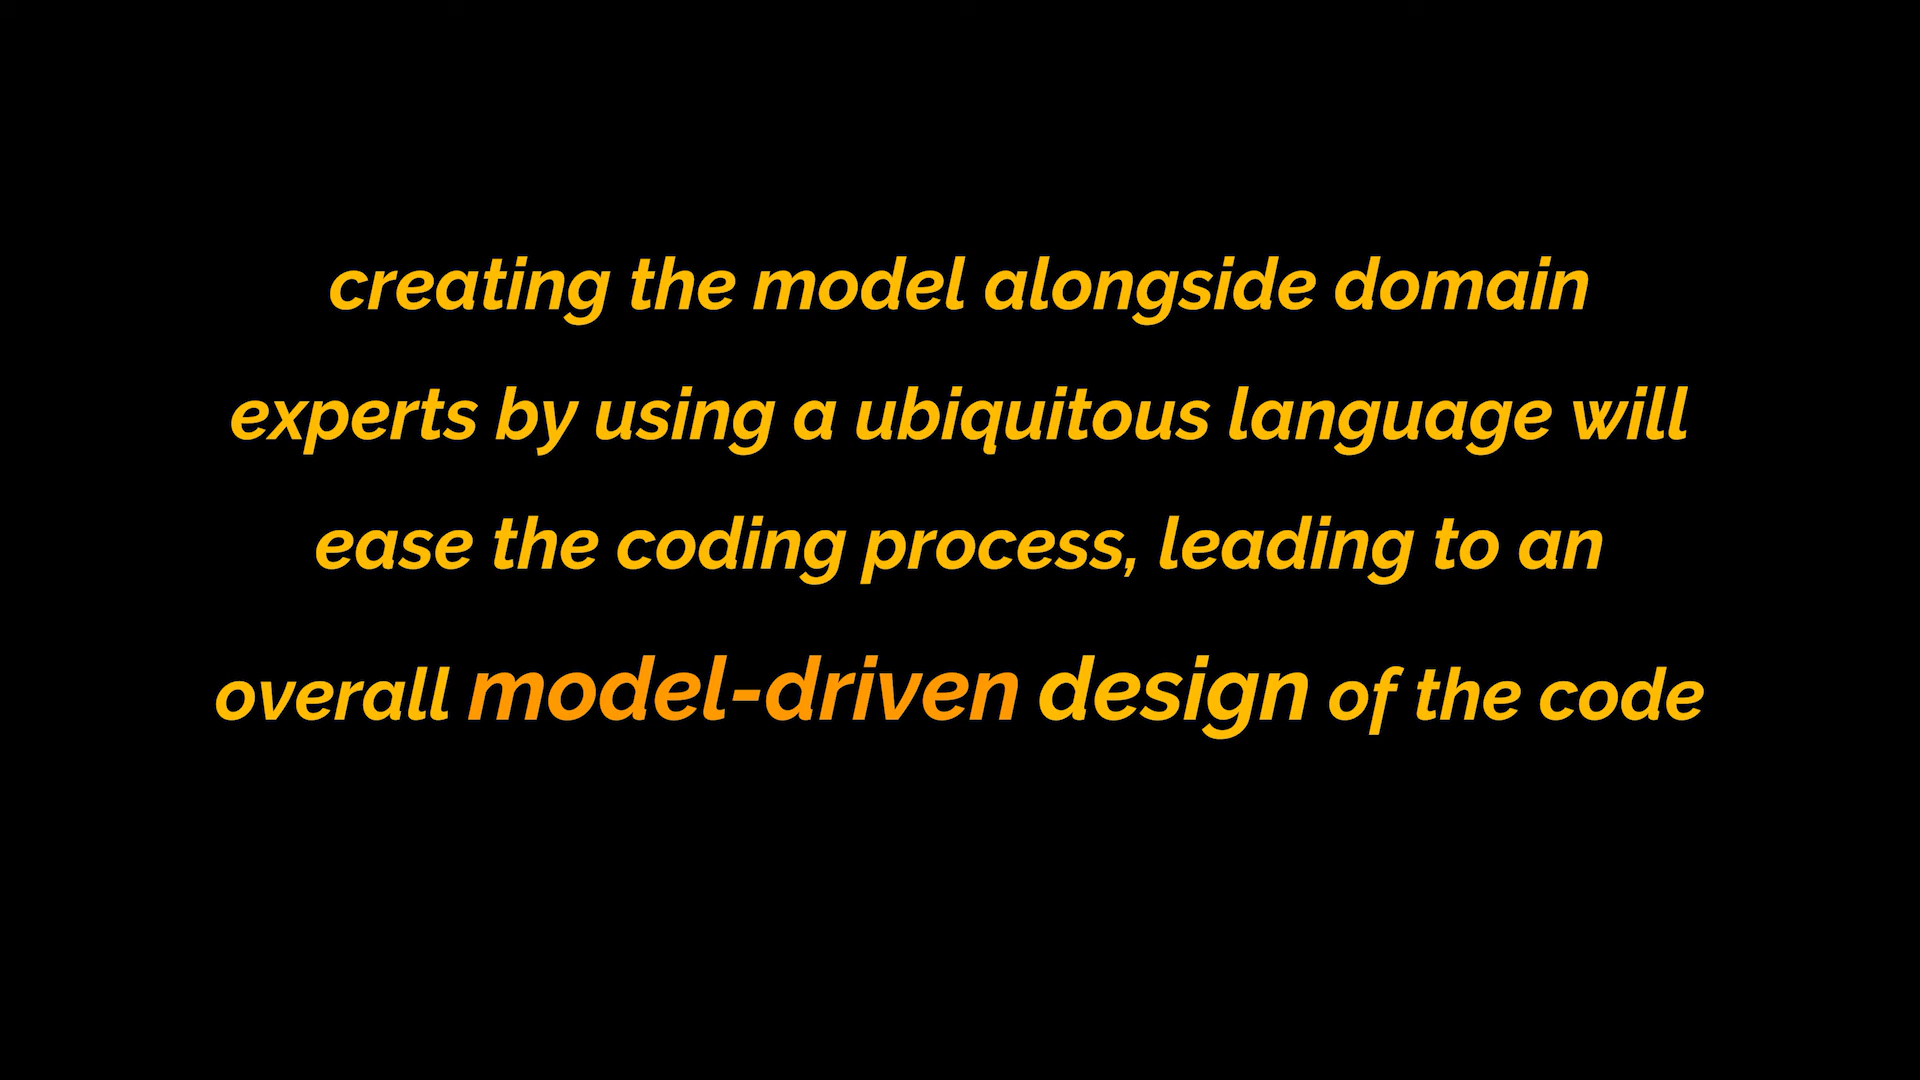 creating the model alongside domain
experts by using a ubiquitous language will
ease the coding process, leading to an
overall model-driven design of the code